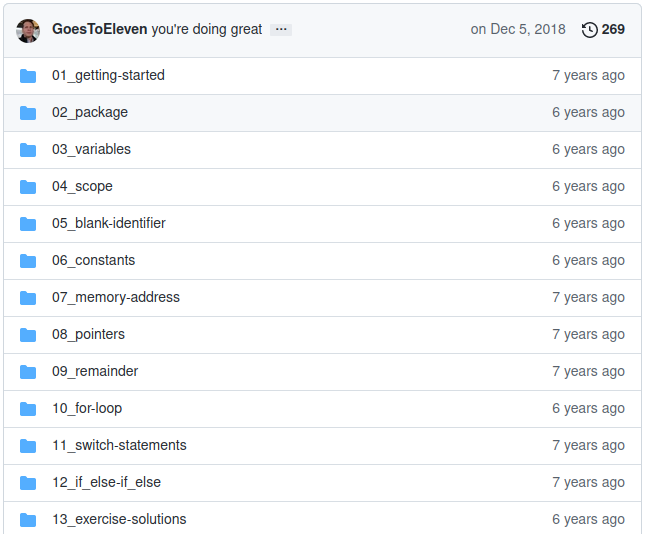 GoesToEleven you're doing great ... on Dec 5, 2018 269
01_getting-started 7 years ago
02_package 6 years ago
03_variables 6 years ago
04_scope 6 years ago
05_blank-identifier 6 years ago
06_constants 6 years ago
07_memory-address 7 years ago
08_pointers 7 years ago
09_remainder 7 years ago
10_for-loop 6 years ago
11_switch-statements 7 years ago
12_if_else-if_else 7 years ago
13_exercise-solutions 6 years ago